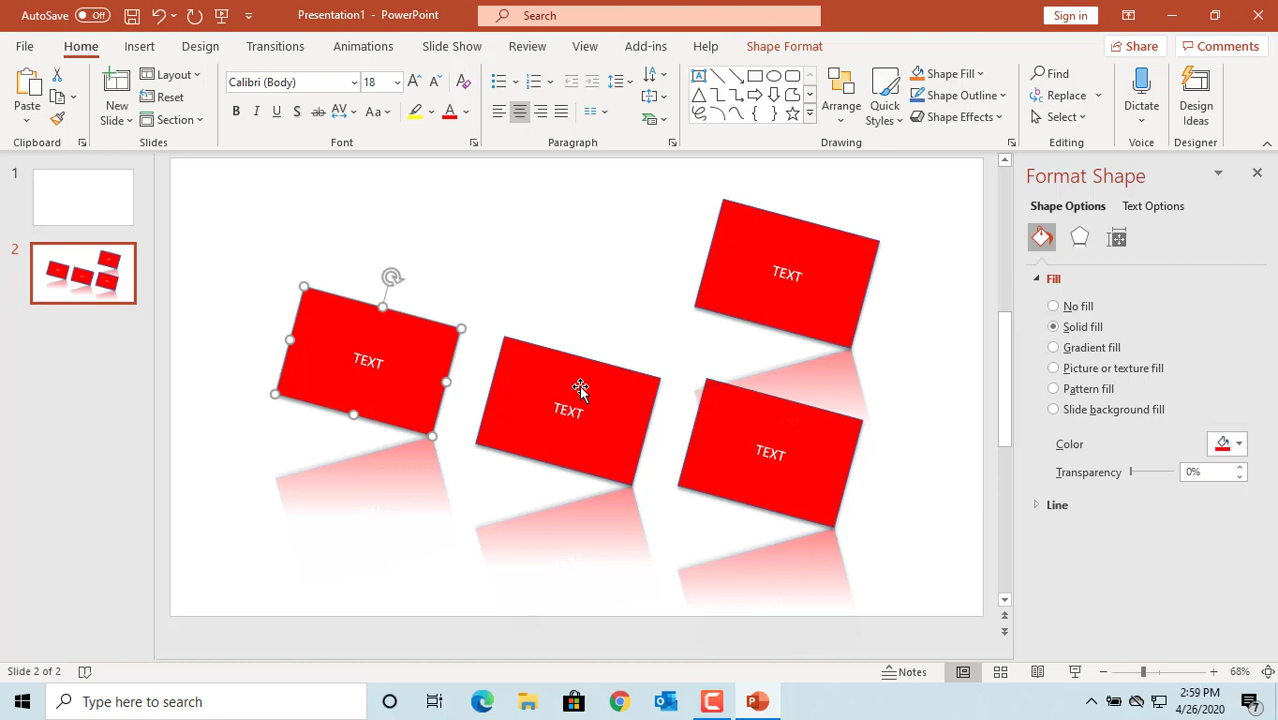 AutoSave Off Presentation1 - PowerPoint Search Sign in
File Home Insert Design Transitions Animations Slide Show Review View Add-ins Help Shape Format Share Comments
Paste New Slide Layout Reset Section Calibri (Body) 18 Arrange Quick Styles Shape Fill Shape Outline Shape Effects Find Replace Select Dictate Design Ideas
Clipboard Slides Font Paragraph Drawing Editing Voice Designer
1
2
TEXT
TEXT
TEXT
TEXT
Format Shape
Shape Options Text Options
Fill
No fill
Solid fill
Gradient fill
Picture or texture fill
Pattern fill
Slide background fill
Color
Transparency 0%
Line
Slide 2 of 2 Notes 68%
Type here to search 2:59 PM
4/26/2020 7